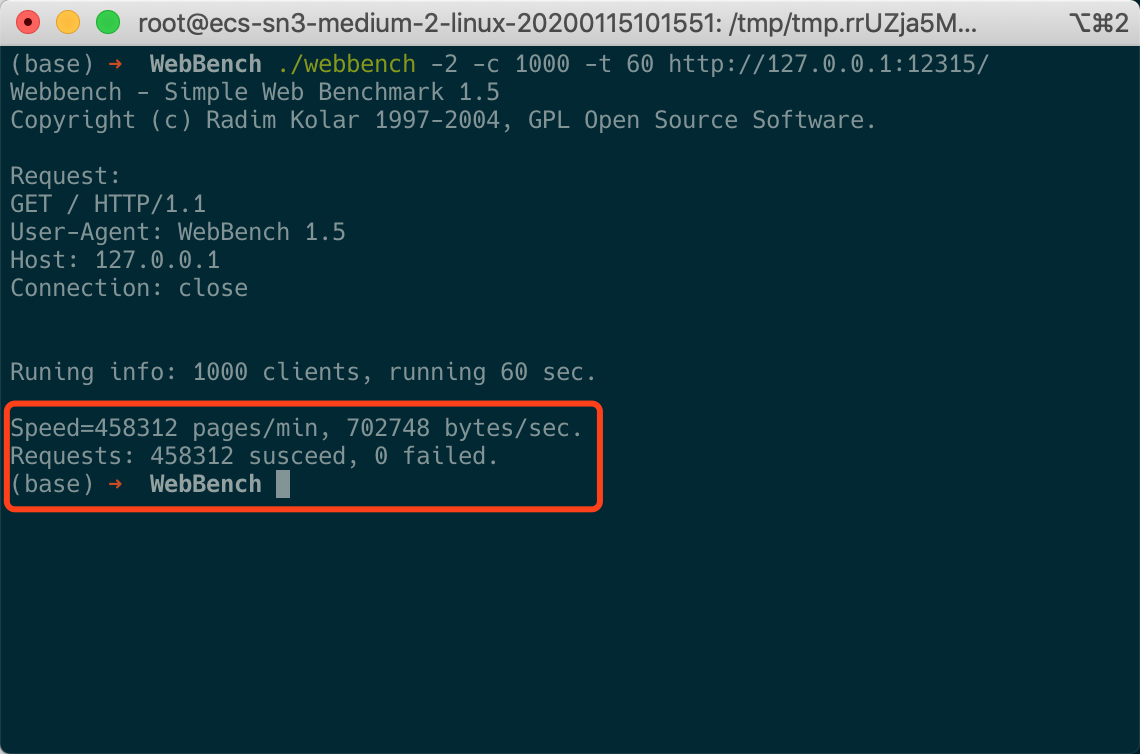 root@ecs-sn3-medium-2-linux-20200115101551: /tmp/tmp.rrUZja5M... ⌥⌘2
(base) ➜ WebBench ./webbench -2 -c 1000 -t 60 http://127.0.0.1:12315/
Webbench - Simple Web Benchmark 1.5
Copyright (c) Radim Kolar 1997-2004, GPL Open Source Software.
Request:
GET / HTTP/1.1
User-Agent: WebBench 1.5
Host: 127.0.0.1
Connection: close
Runing info: 1000 clients, running 60 sec.
Speed=458312 pages/min, 702748 bytes/sec.
Requests: 458312 susceed, 0 failed.
(base) ➜ WebBench